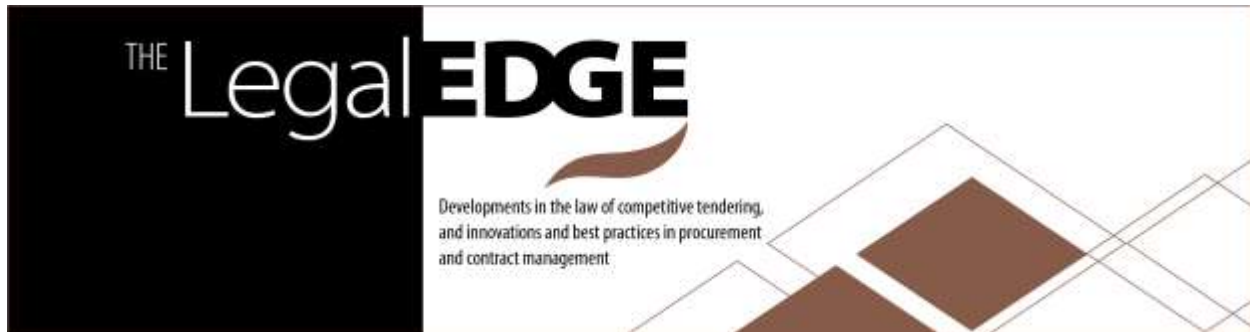 THE LegalEDGE
Developments in the law of competitive tendering,
and innovations and best practices in procurement
and contract management